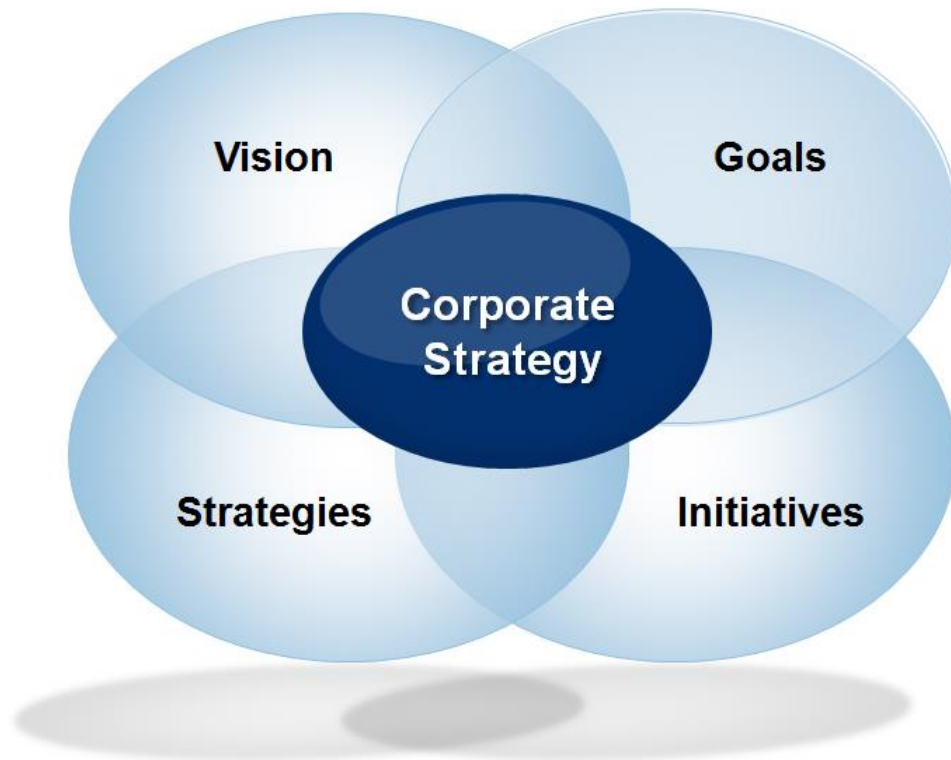 Vision
Goals
Corporate
Strategy
Strategies
Initiatives